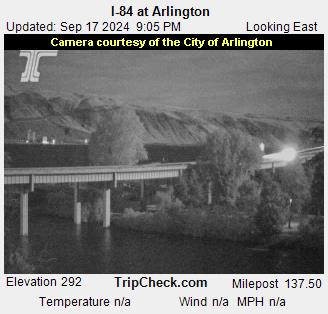 I-84 at Arlington
Updated: Sep 17 2024 9:05 PM Looking East
Camera courtesy of the City of Arlington
Elevation 292 TripCheck.com Milepost 137.50
Temperature n/a Wind n/a MPH n/a